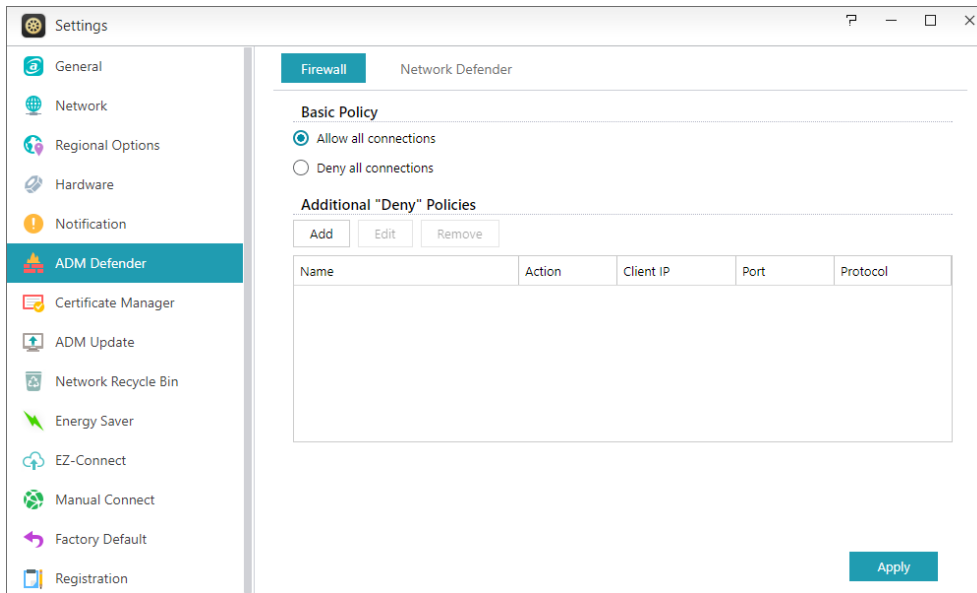 Settings
General
Network
Regional Options
Hardware
Notification
ADM Defender
Certificate Manager
ADM Update
Network Recycle Bin
Energy Saver
EZ-Connect
Manual Connect
Factory Default
Registration
Firewall Network Defender
Basic Policy
Allow all connections
Deny all connections
Additional "Deny" Policies
Add Edit Remove
Name Action Client IP Port Protocol
Apply